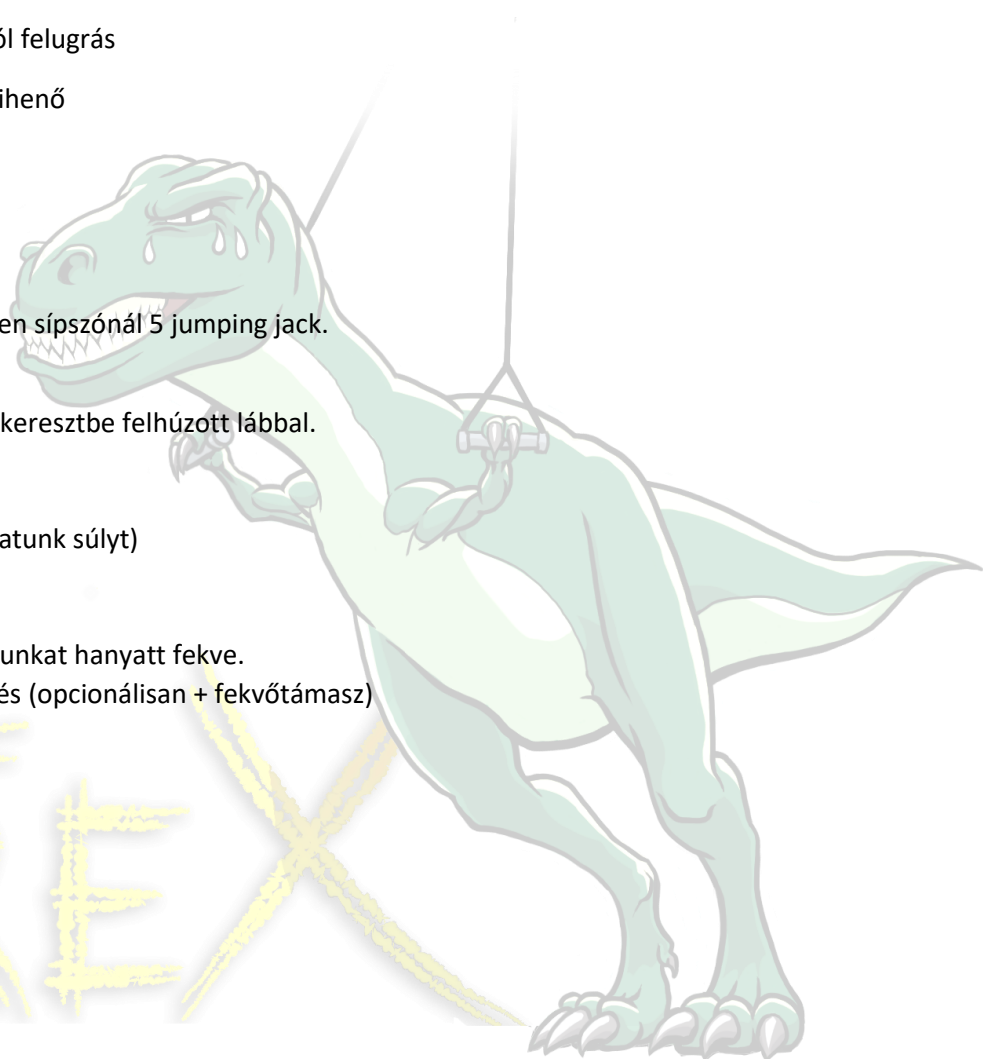 ól felugrás
ihenő
en sípszónál 5 jumping jack.
keresztbe felhúzott lábbal.
atunk súlyt)
unkat hanyatt fekve.
és (opcionálisan + fekvőtámasz)
EX